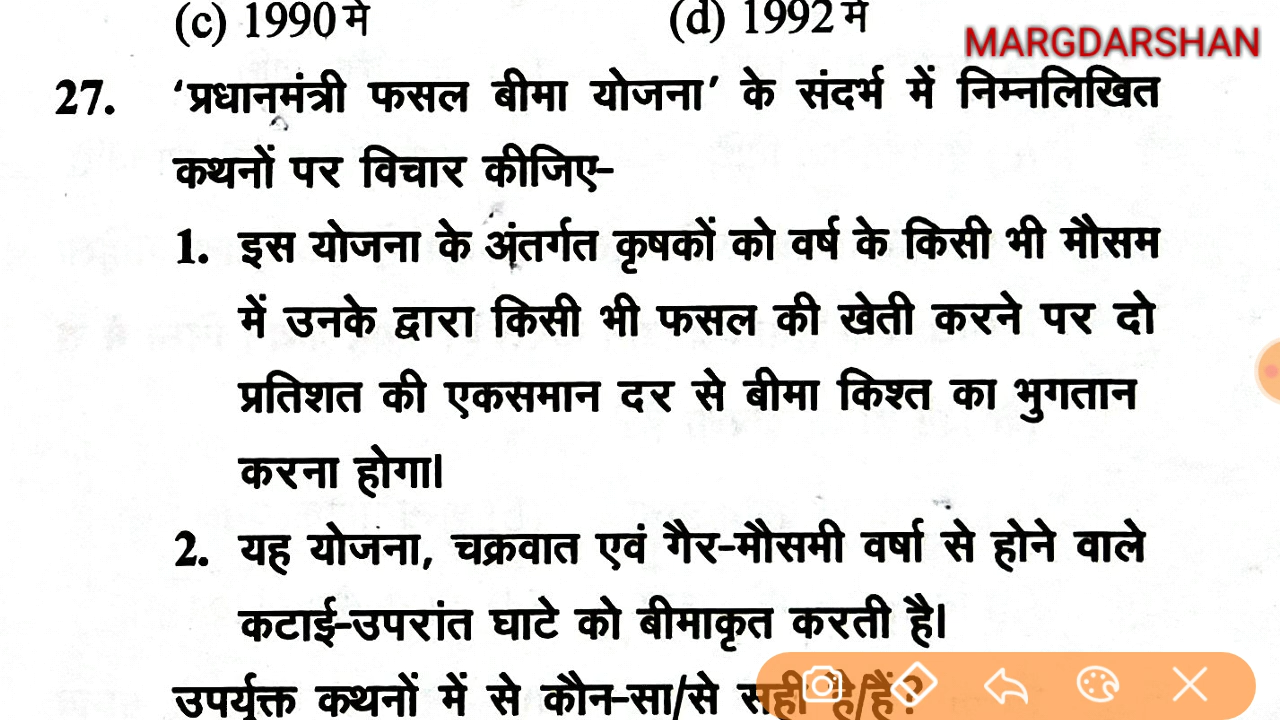 (c) 1990 में (d) 1992 में
MARGDARSHAN
27. ‘प्रधानमंत्री फसल बीमा योजना’ के संदर्भ में निम्नलिखित
कथनों पर विचार कीजिए-
1. इस योजना के अंतर्गत कृषकों को वर्ष के किसी भी मौसम
में उनके द्वारा किसी भी फसल की खेती करने पर दो
प्रतिशत की एकसमान दर से बीमा किश्त का भुगतान
करना होगा।
2. यह योजना, चक्रवात एवं गैर-मौसमी वर्षा से होने वाले
कटाई-उपरांत घाटे को बीमाकृत करती है।
उपर्युक्त कथनों में से कौन-सा/से सही है/हैं?